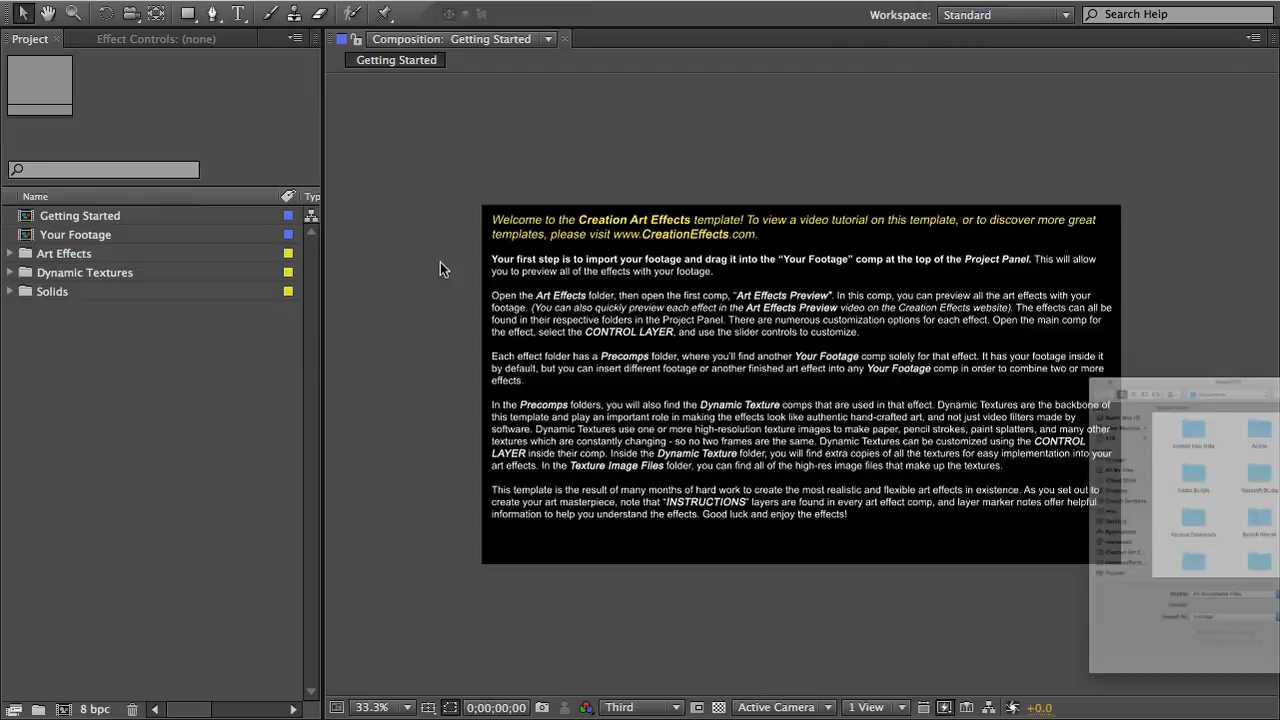 Workspace: Standard Search Help
Project Effect Controls: (none) Composition: Getting Started
Getting Started
Name Typ
Getting Started
Your Footage
Art Effects
Dynamic Textures
Solids
Welcome to the Creation Art Effects template! To view a video tutorial on this template, or to discover more great
templates, please visit www.CreationEffects.com.
Your first step is to import your footage and drag it into the “Your Footage” comp at the top of the Project Panel. This will allow
you to preview all of the effects with your footage.
Open the Art Effects folder, then open the first comp, "Art Effects Preview". In this comp, you can preview all the art effects with your
footage. (You can also quickly preview each effect in the Art Effects Preview video on the Creation Effects website). The effects can all be
found in their respective folders in the Project Panel. There are numerous customization options for each effect. Open the main comp for
the effect, select the CONTROL LAYER, and use the slider controls to customize.
Each effect folder has a Precomps folder, where you'll find another Your Footage comp solely for that effect. It has your footage inside it
by default, but you can insert different footage or another finished art effect into any Your Footage comp in order to combine two or more
effects.
In the Precomps folders, you will also find the Dynamic Texture comps that are used in that effect. Dynamic Textures are the backbone of
this template and play an important role in making the effects look like authentic hand-crafted art, and not just video filters made by
software. Dynamic Textures use one or more high-resolution texture images to make paper, pencil strokes, paint splatters, and many other
textures which are constantly changing - so no two frames are the same. Dynamic Textures can be customized using the CONTROL
LAYER inside their comp. Inside the Dynamic Texture folder, you will find extra copies of all the textures for easy implementation into your
art effects. In the Texture Image Files folder, you can find all of the high-res image files that make up the textures.
This template is the result of many months of hard work to create the most realistic and flexible art effects in existence. As you set out to
create your art masterpiece, note that “INSTRUCTIONS” layers are found in every art effect comp, and layer marker notes offer helpful
information to help you understand the effects. Good luck and enjoy the effects!
8 bpc 33.3% 0;00;00;00 Third Active Camera 1 View +0.0